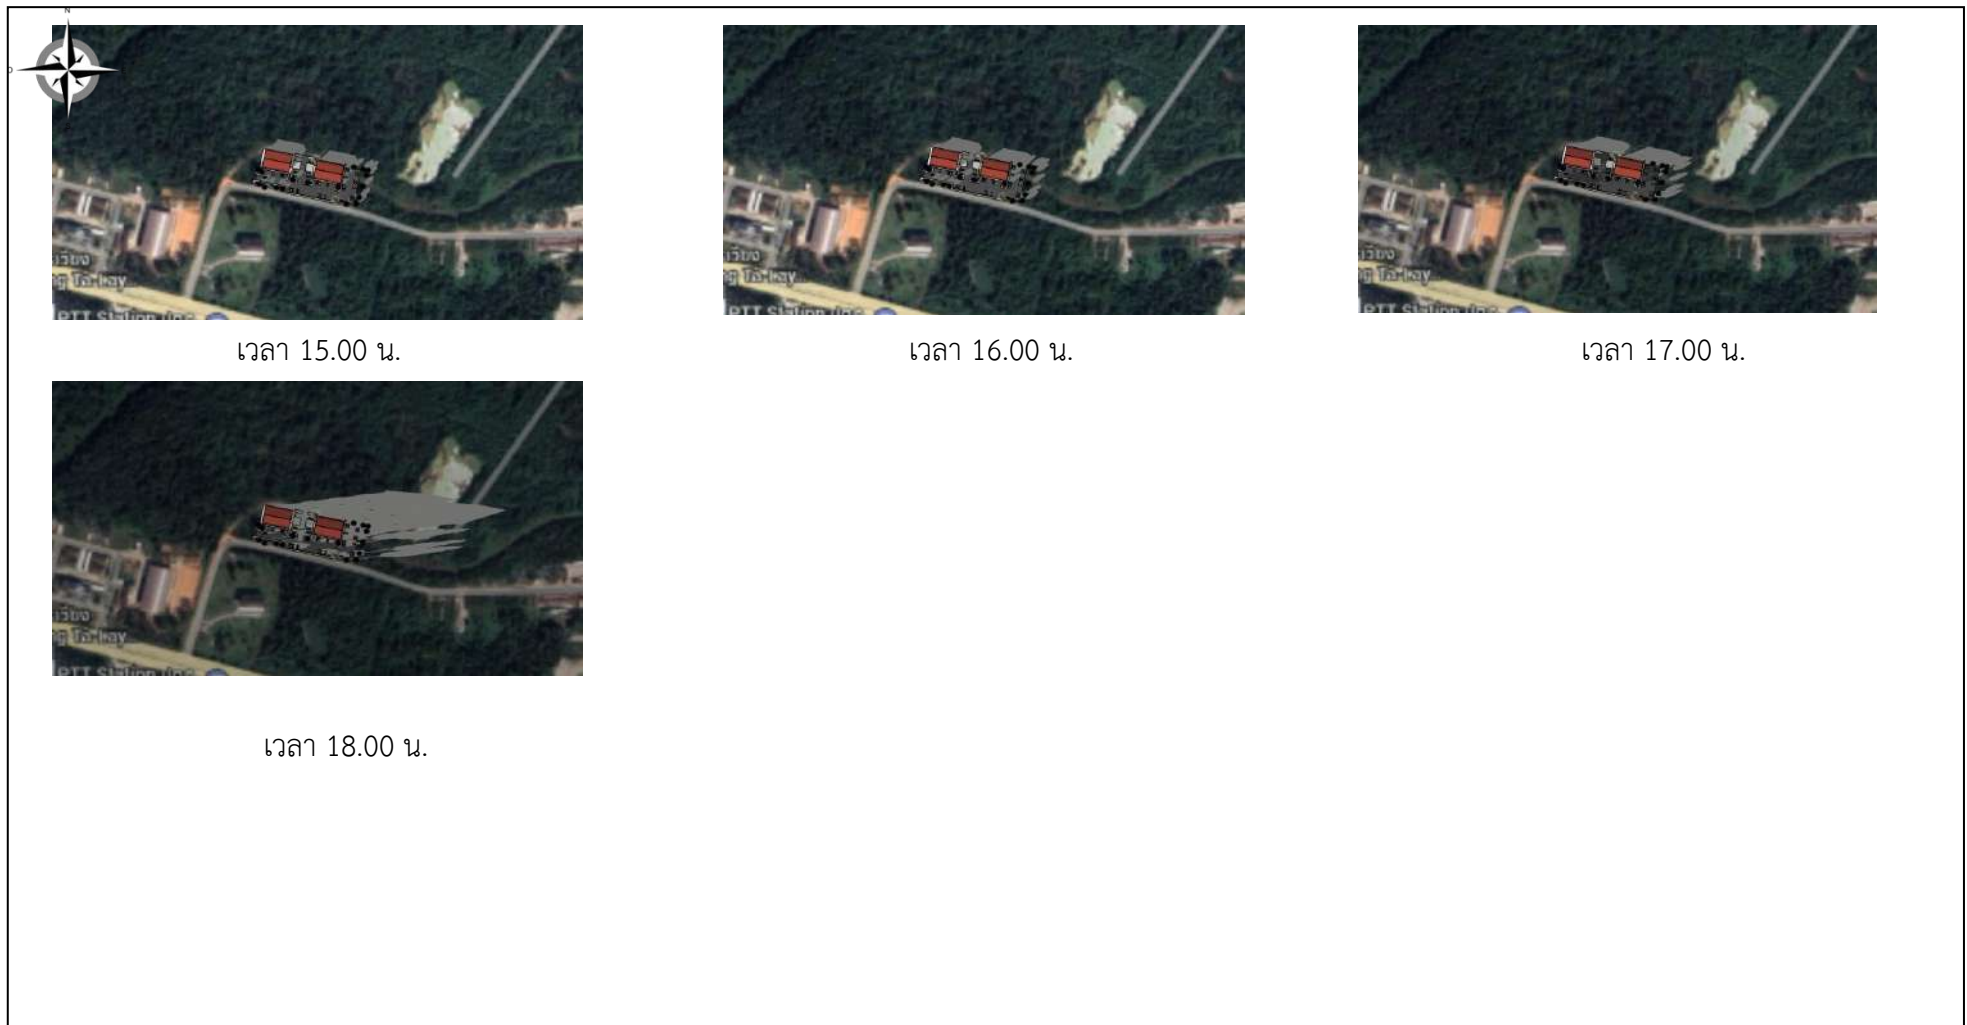 N
เวลา 15.00 น.
เวลา 16.00 น.
เวลา 17.00 น.
เวลา 18.00 น.